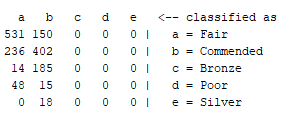 a b c d e <-- classified as
531 150 0 0 0 | a = Fair
236 402 0 0 0 | b = Commended
14 185 0 0 0 | c = Bronze
48 15 0 0 0 | d = Poor
0 18 0 0 0 | e = Silver